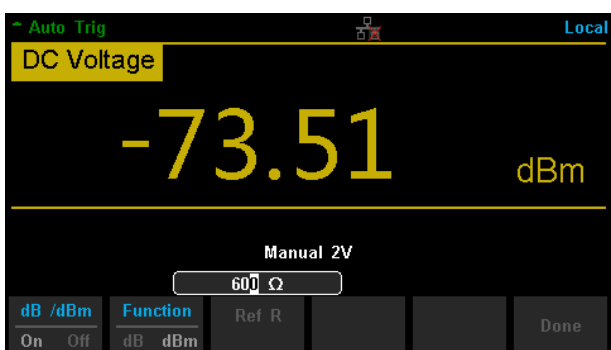 Auto Trig
Local
DC Voltage
-73.51 dBm
Manual 2V
600 Ω
dB /dBm Function Ref R Done
On Off dB dBm